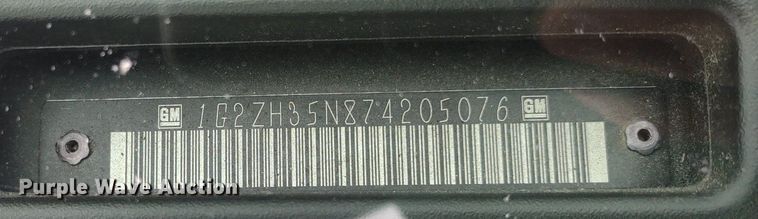 GM 1G2ZH35N874205076 GM
Purple Wave Auction